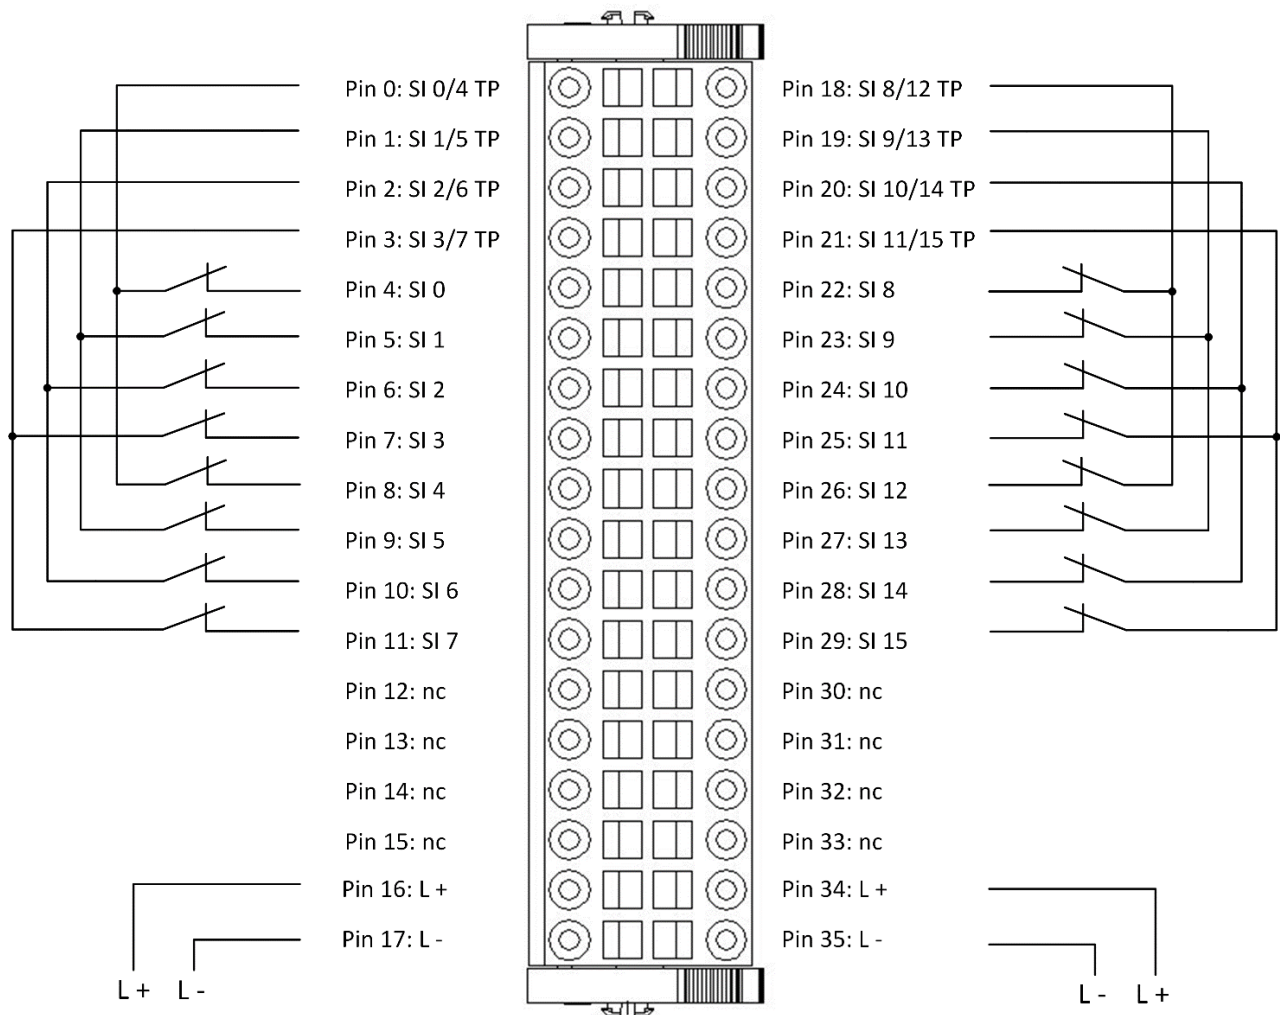 Pin 0: SI 0/4 TP
Pin 1: SI 1/5 TP
Pin 2: SI 2/6 TP
Pin 3: SI 3/7 TP
Pin 4: SI 0
Pin 5: SI 1
Pin 6: SI 2
Pin 7: SI 3
Pin 8: SI 4
Pin 9: SI 5
Pin 10: SI 6
Pin 11: SI 7
Pin 12: nc
Pin 13: nc
Pin 14: nc
Pin 15: nc
Pin 16: L +
Pin 17: L -
L +
L -
Pin 18: SI 8/12 TP
Pin 19: SI 9/13 TP
Pin 20: SI 10/14 TP
Pin 21: SI 11/15 TP
Pin 22: SI 8
Pin 23: SI 9
Pin 24: SI 10
Pin 25: SI 11
Pin 26: SI 12
Pin 27: SI 13
Pin 28: SI 14
Pin 29: SI 15
Pin 30: nc
Pin 31: nc
Pin 32: nc
Pin 33: nc
Pin 34: L +
Pin 35: L -
L -
L +